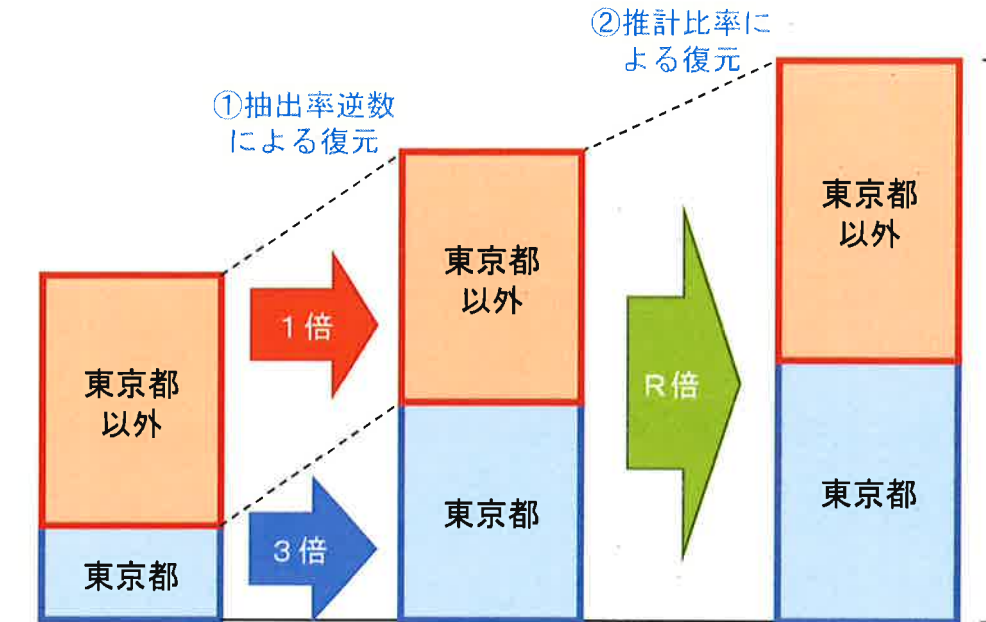 ②推計比率に
よる復元
①抽出率逆数
による復元
東京都
以外
東京都
1倍
3倍
東京都
以外
東京都
R倍
東京都
以外
東京都